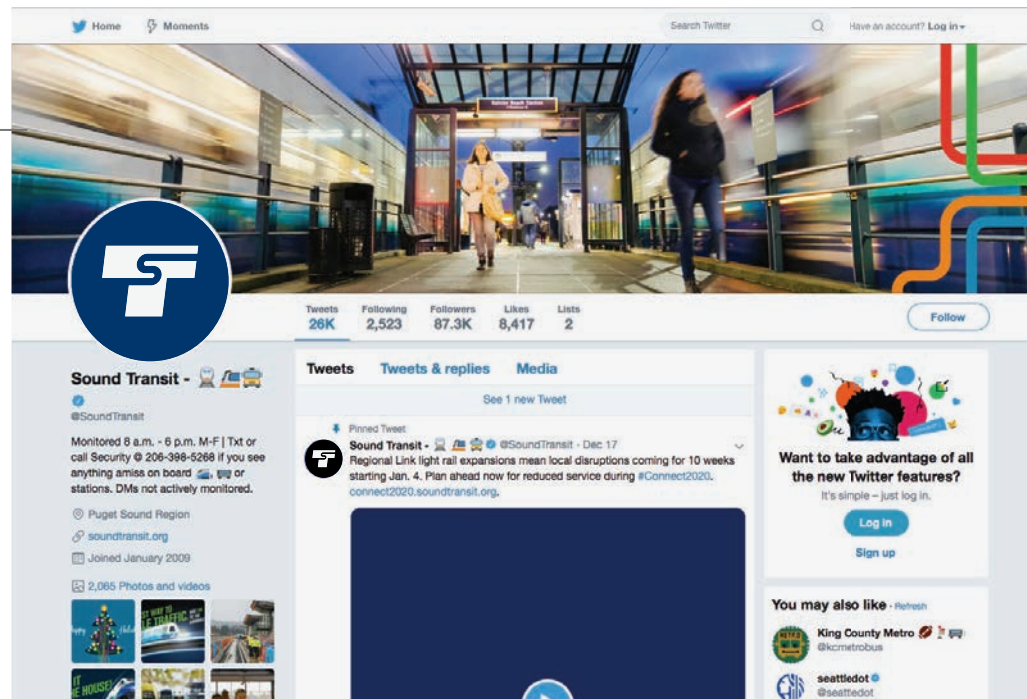 Home
Moments
Search Twitter
Have an account? Log in
Rainier Beach Station
Tweets
26K
Following
2,523
Followers
87.3K
Likes
8,417
Lists
2
Follow
Sound Transit -
@SoundTransit
Monitored 8 a.m. - 6 p.m. M-F | Txt or
call Security @ 206-398-5268 if you see
anything amiss on board or
stations. DMs not actively monitored.
Puget Sound Region
soundtransit.org
Joined January 2009
2,065 Photos and videos
Tweets
Tweets & replies
Media
See 1 new Tweet
Pinned Tweet
Sound Transit - @SoundTransit · Dec 17
Regional Link light rail expansions mean local disruptions coming for 10 weeks
starting Jan. 4. Plan ahead now for reduced service during #Connect2020.
connect2020.soundtransit.org.
Want to take advantage of all
the new Twitter features?
It's simple – just log in.
Log in
Sign up
You may also like · Refresh
King County Metro
@kcmetrobus
seattledot
@seattledot